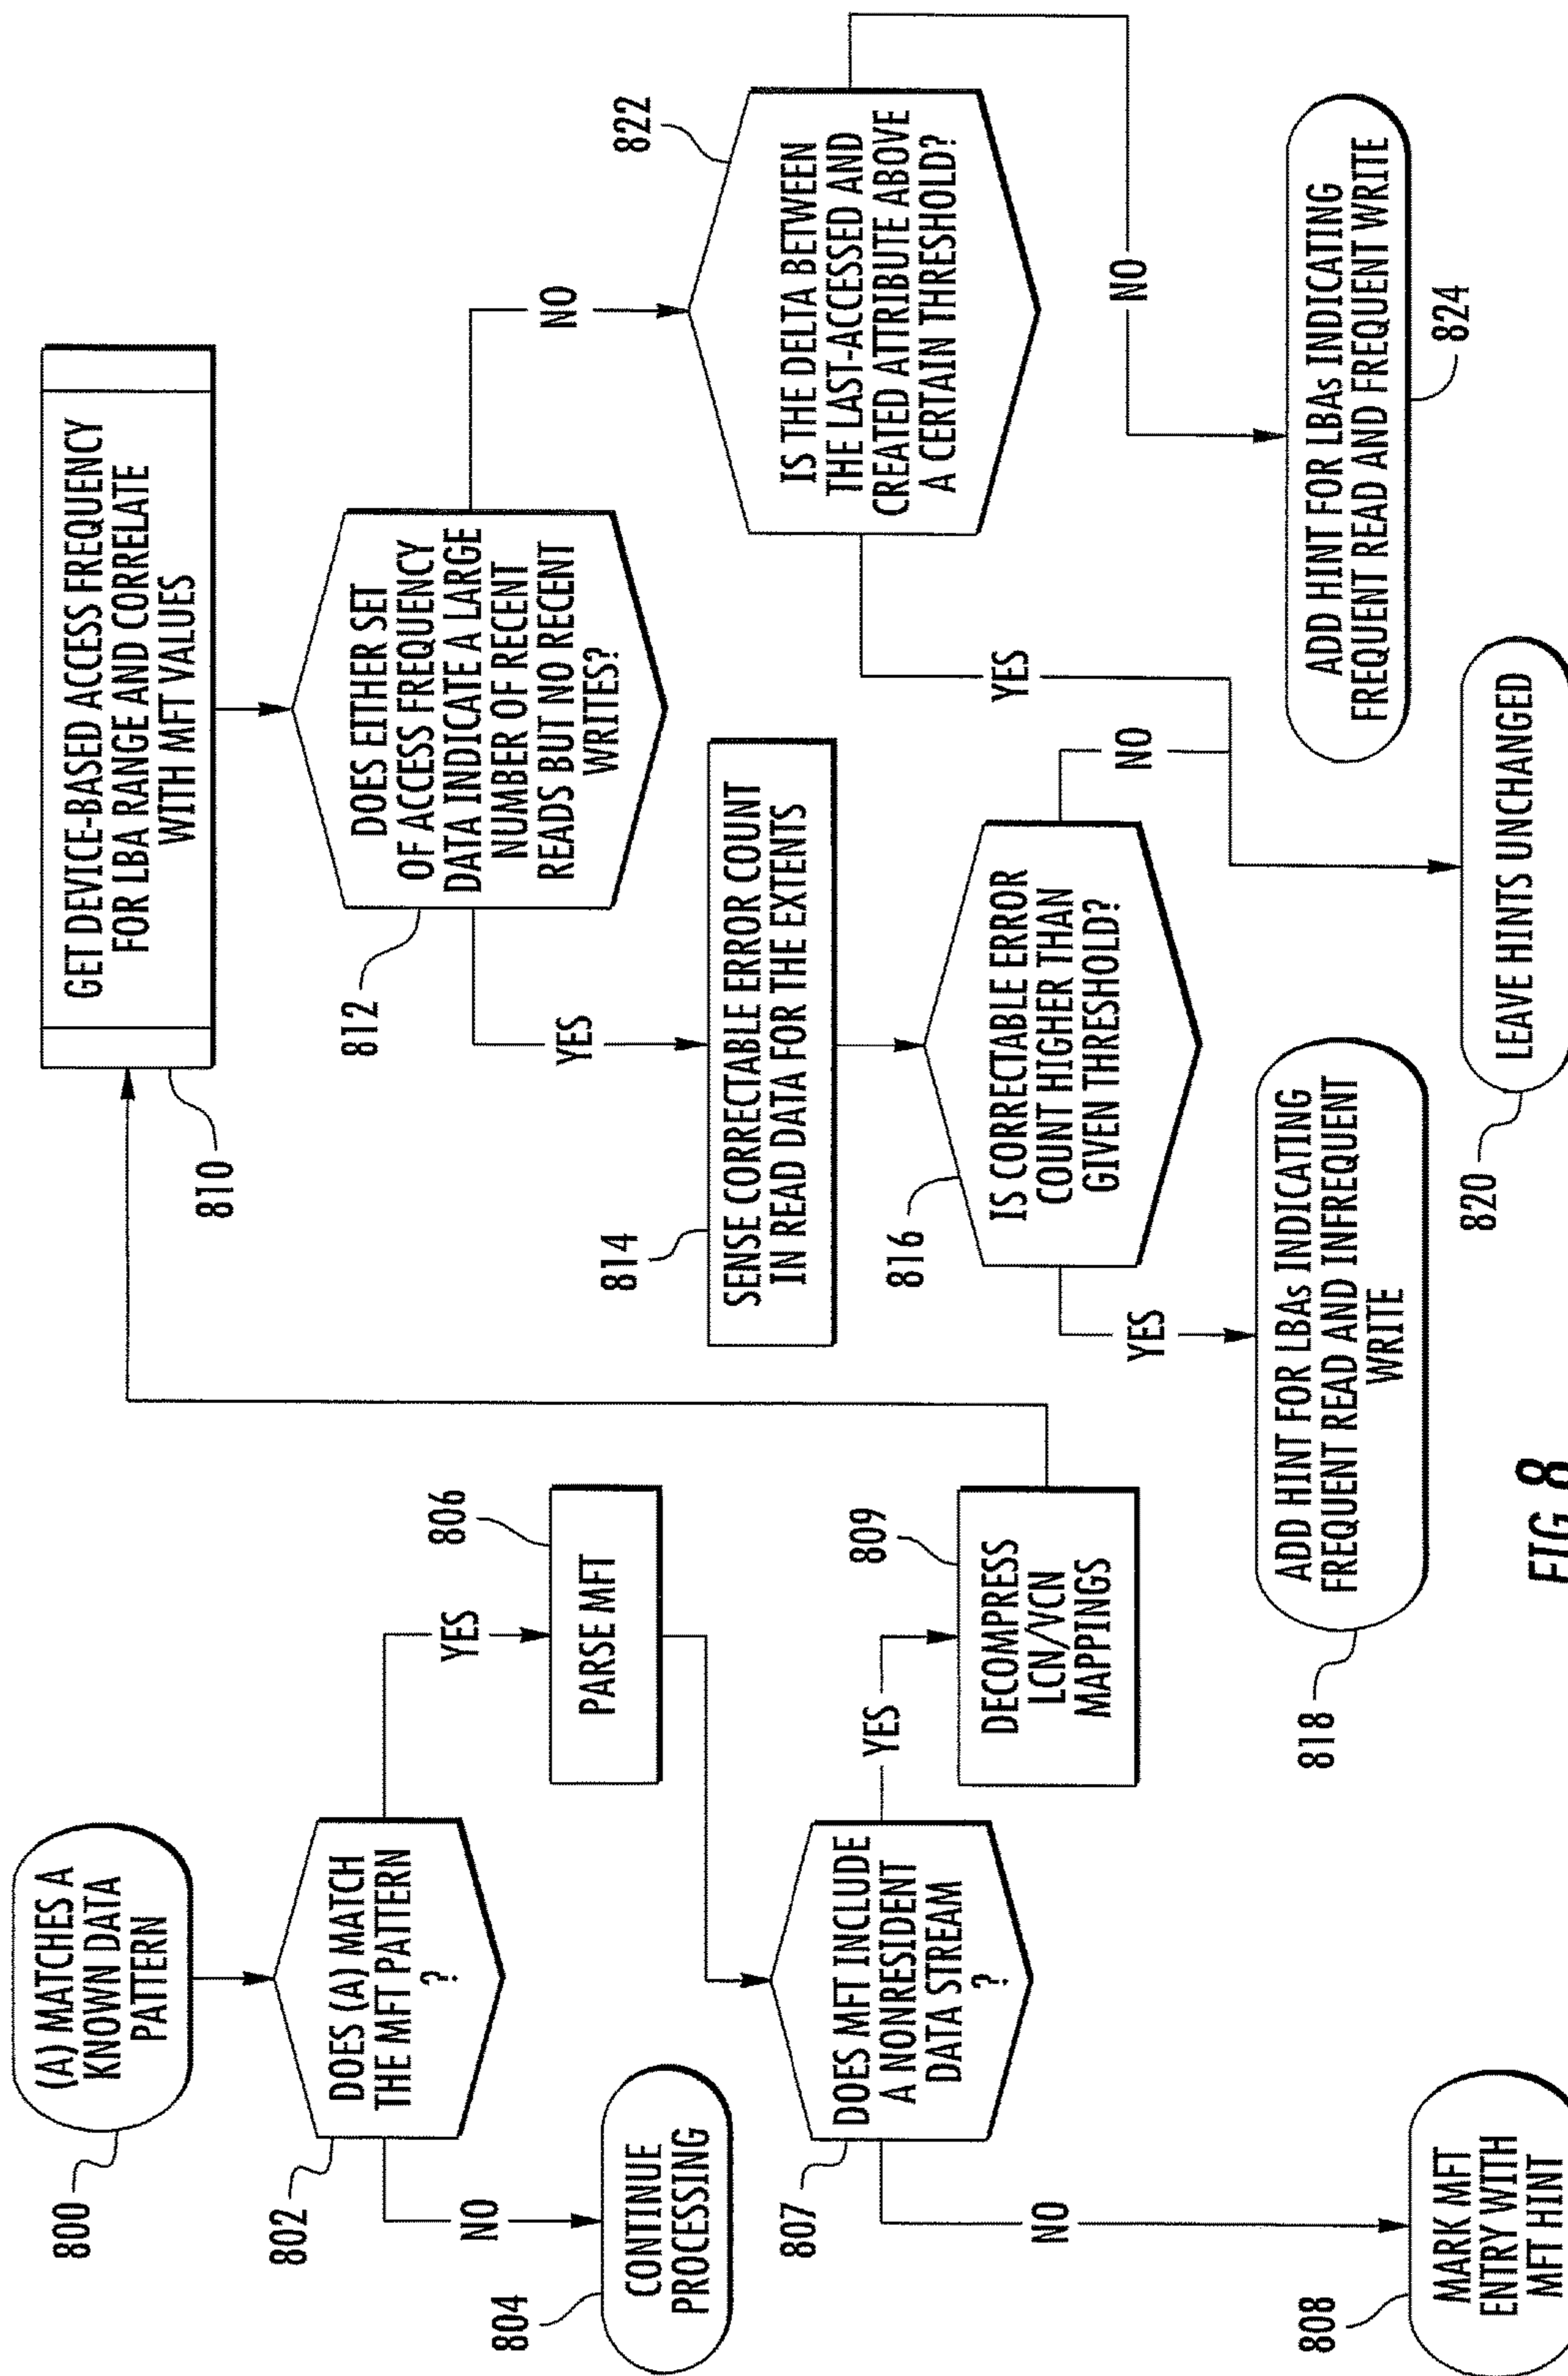 800
(A) MATCHES A
KNOWN DATA
PATTERN
802
DOES (A) MATCH
THE MFT PATTERN
?
NO
YES
804
CONTINUE
PROCESSING
806
PARSE MFT
807
DOES MFT INCLUDE
A NONRESIDENT
DATA STREAM
?
NO
YES
808
MARK MFT
ENTRY WITH
MFT HINT
809
DECOMPRESS
LCN/VCN
MAPPINGS
810
GET DEVICE-BASED ACCESS FREQUENCY
FOR LBA RANGE AND CORRELATE
WITH MFT VALUES
812
DOES EITHER SET
OF ACCESS FREQUENCY
DATA INDICATE A LARGE
NUMBER OF RECENT
READS BUT NO RECENT
WRITES?
YES
NO
814
SENSE CORRECTABLE ERROR COUNT
IN READ DATA FOR THE EXTENTS
816
IS CORRECTABLE ERROR
COUNT HIGHER THAN
GIVEN THRESHOLD?
YES
NO
818
ADD HINT FOR LBAs INDICATING
FREQUENT READ AND INFREQUENT
WRITE
820
LEAVE HINTS UNCHANGED
822
IS THE DELTA BETWEEN
THE LAST-ACCESSED AND
CREATED ATTRIBUTE ABOVE
A CERTAIN THRESHOLD?
YES
NO
ADD HINT FOR LBAs INDICATING
FREQUENT READ AND FREQUENT WRITE
824
FIG. 8